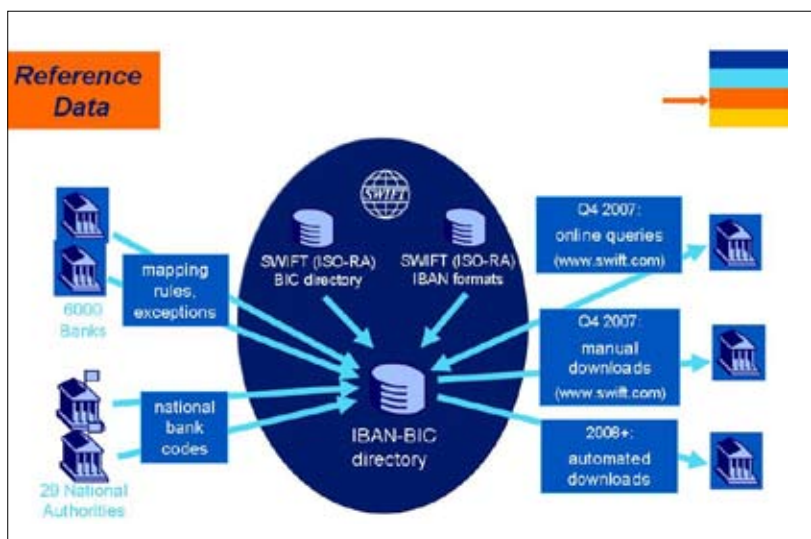 Reference
Data
SWIFT
SWIFT (ISO-RA)
BIC directory
SWIFT (ISO-RA)
IBAN formats
6000
Banks
mapping
rules,
exceptions
29 National
Authorities
national
bank
codes
IBAN-BIC
directory
Q4 2007:
online queries
(www.swift.com)
Q4 2007:
manual
downloads
(www.swift.com)
2008+:
automated
downloads